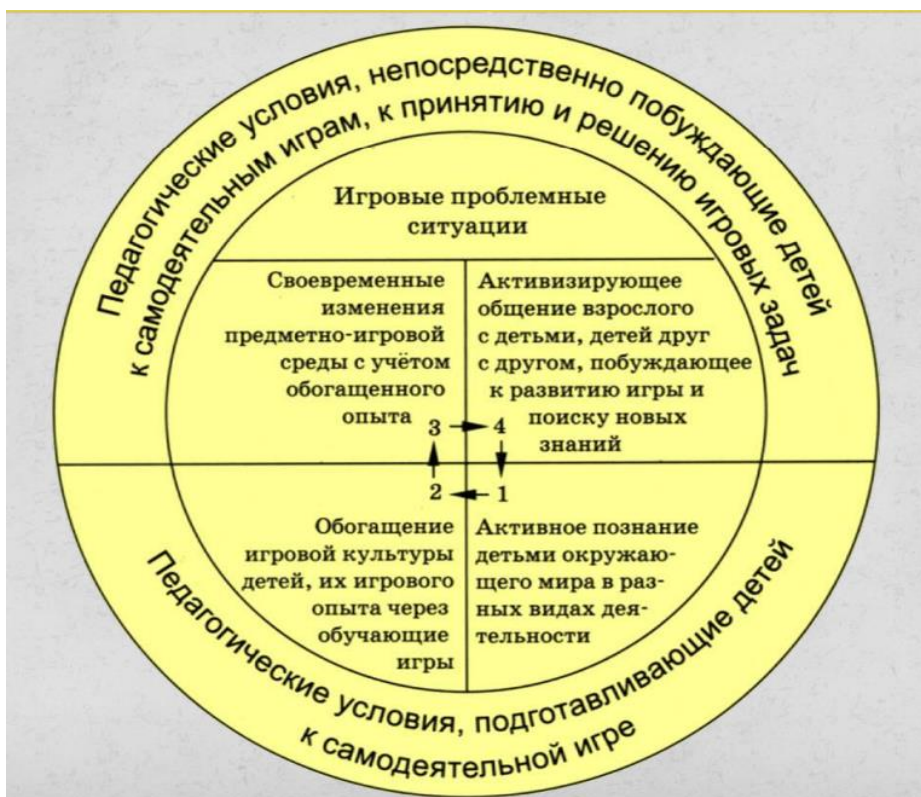 Педагогические условия, непосредственно побуждающие детей
к самодеятельным играм, к принятию и решению игровых задач
Игровые проблемные
ситуации
Своевременные
изменения
предметно-игровой
среды с учётом
обогащенного
опыта
3
Активизирующее
общение взрослого
с детьми, детей друг
с другом, побуждающее
к развитию игры и
поиску новых
знаний
4
2
1
Обогащение
игровой культуры
детей, их игрового
опыта через
обучающие
игры
Активное познание
детьми окружаю-
щего мира в раз-
ных видах дея-
тельности
Педагогические условия, подготавливающие детей
к самодеятельной игре